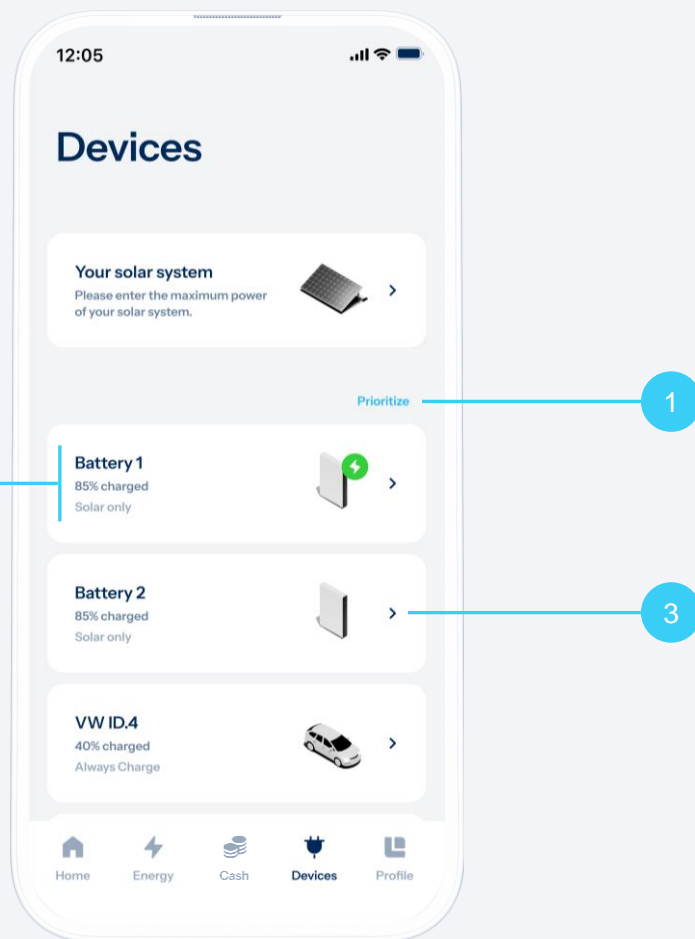 12:05
Devices
Your solar system
Please enter the maximum power
of your solar system.
Prioritize
1
Battery 1
85% charged
Solar only
Battery 2
85% charged
Solar only
3
VW ID.4
40% charged
Always Charge
Home Energy Cash Devices Profile